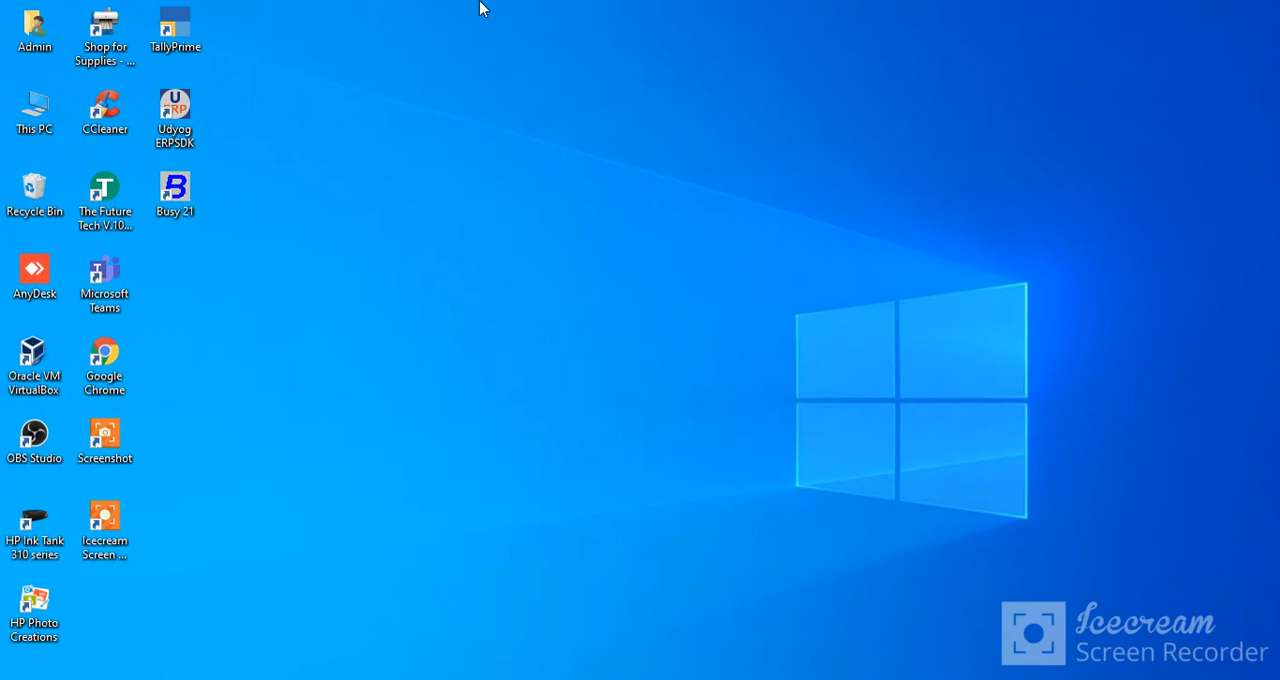 Admin
Shop for
Supplies - ...
TallyPrime
This PC
CCleaner
U
ERP
Udyog
ERPSDK
Recycle Bin
T
The Future
Tech V.10...
B
Busy 21
AnyDesk
T
Microsoft
Teams
Oracle VM
VirtualBox
Google
Chrome
OBS Studio
Screenshot
HP Ink Tank
310 series
Icecream
Screen ...
HP Photo
Creations
Icecream
Screen Recorder